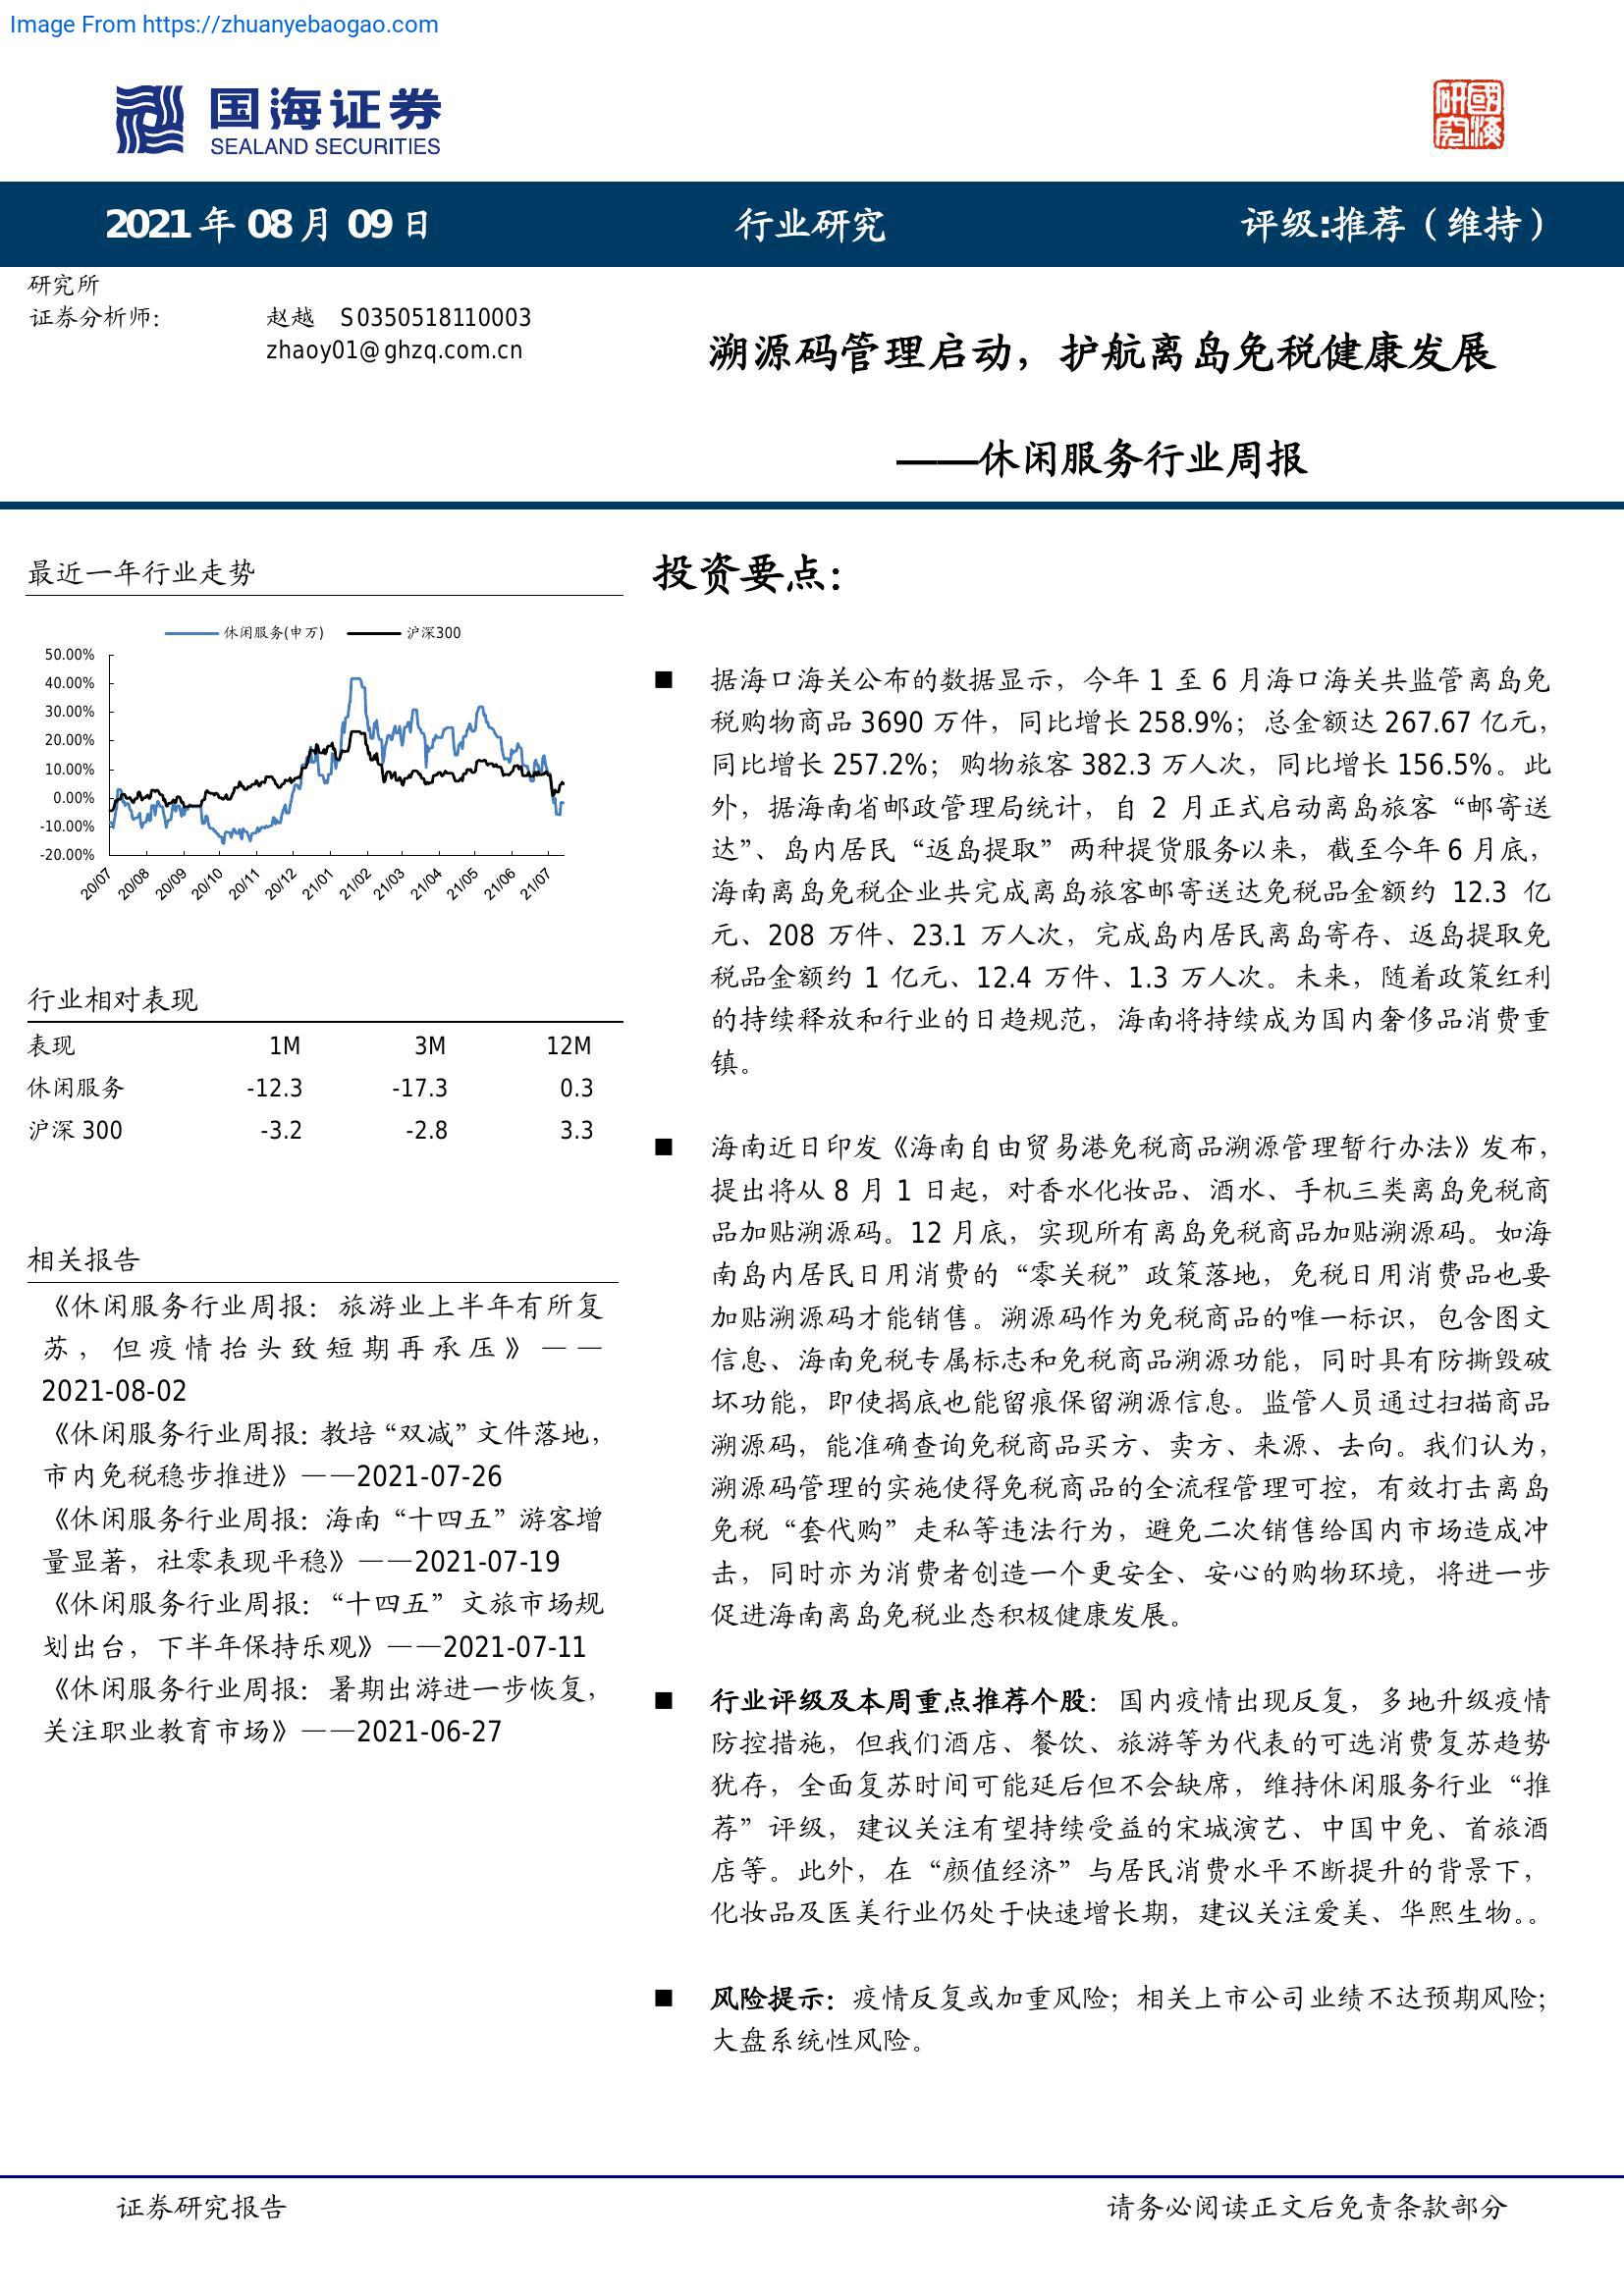 Image From https://zhuanyebaogao.com
国海证券
SEALAND SECURITIES
國海研究
2021 年 08 月 09 日
行业研究
评级:推荐（维持）
研究所
证券分析师:
赵越 S0350518110003
zhaoy01@ghzq.com.cn
溯源码管理启动，护航离岛免税健康发展
——休闲服务行业周报
最近一年行业走势
休闲服务(申万) 沪深300
50.00%
40.00%
30.00%
20.00%
10.00%
0.00%
-10.00%
-20.00%
20/07 20/08 20/09 20/10 20/11 20/12 21/01 21/02 21/03 21/04 21/05 21/06 21/07
行业相对表现
表现 1M 3M 12M
休闲服务 -12.3 -17.3 0.3
沪深 300 -3.2 -2.8 3.3
相关报告
《休闲服务行业周报：旅游业上半年有所复
苏，但疫情抬头致短期再承压》——
2021-08-02
《休闲服务行业周报：教培“双减”文件落地，
市内免税稳步推进》——2021-07-26
《休闲服务行业周报：海南“十四五”游客增
量显著，社零表现平稳》——2021-07-19
《休闲服务行业周报：“十四五”文旅市场规
划出台，下半年保持乐观》——2021-07-11
《休闲服务行业周报：暑期出游进一步恢复，
关注职业教育市场》——2021-06-27
投资要点：
■ 据海口海关公布的数据显示，今年 1 至 6 月海口海关共监管离岛免
税购物商品 3690 万件，同比增长 258.9%；总金额达 267.67 亿元，
同比增长 257.2%；购物旅客 382.3 万人次，同比增长 156.5%。此
外，据海南省邮政管理局统计，自 2 月正式启动离岛旅客“邮寄送
达”、岛内居民“返岛提取”两种提货服务以来，截至今年 6 月底，
海南离岛免税企业共完成离岛旅客邮寄送达免税品金额约 12.3 亿
元、208 万件、23.1 万人次，完成岛内居民离岛寄存、返岛提取免
税品金额约 1 亿元、12.4 万件、1.3 万人次。未来，随着政策红利
的持续释放和行业的日趋规范，海南将持续成为国内奢侈品消费重
镇。
■ 海南近日印发《海南自由贸易港免税商品溯源管理暂行办法》发布，
提出将从 8 月 1 日起，对香水化妆品、酒水、手机三类离岛免税商
品加贴溯源码。12 月底，实现所有离岛免税商品加贴溯源码。如海
南岛内居民日用消费的“零关税”政策落地，免税日用消费品也要
加贴溯源码才能销售。溯源码作为免税商品的唯一标识，包含图文
信息、海南免税专属标志和免税商品溯源功能，同时具有防撕毁破
坏功能，即使揭底也能留痕保留溯源信息。监管人员通过扫描商品
溯源码，能准确查询免税商品买方、卖方、来源、去向。我们认为，
溯源码管理的实施使得免税商品的全流程管理可控，有效打击离岛
免税“套代购”走私等违法行为，避免二次销售给国内市场造成冲
击，同时亦为消费者创造一个更安全、安心的购物环境，将进一步
促进海南离岛免税业态积极健康发展。
■ 行业评级及本周重点推荐个股：国内疫情出现反复，多地升级疫情
防控措施，但我们酒店、餐饮、旅游等为代表的可选消费复苏趋势
犹存，全面复苏时间可能延后但不会缺席，维持休闲服务行业“推
荐”评级，建议关注有望持续受益的宋城演艺、中国中免、首旅酒
店等。此外，在“颜值经济”与居民消费水平不断提升的背景下，
化妆品及医美行业仍处于快速增长期，建议关注爱美、华熙生物。。
■ 风险提示：疫情反复或加重风险；相关上市公司业绩不达预期风险；
大盘系统性风险。
证券研究报告
请务必阅读正文后免责条款部分